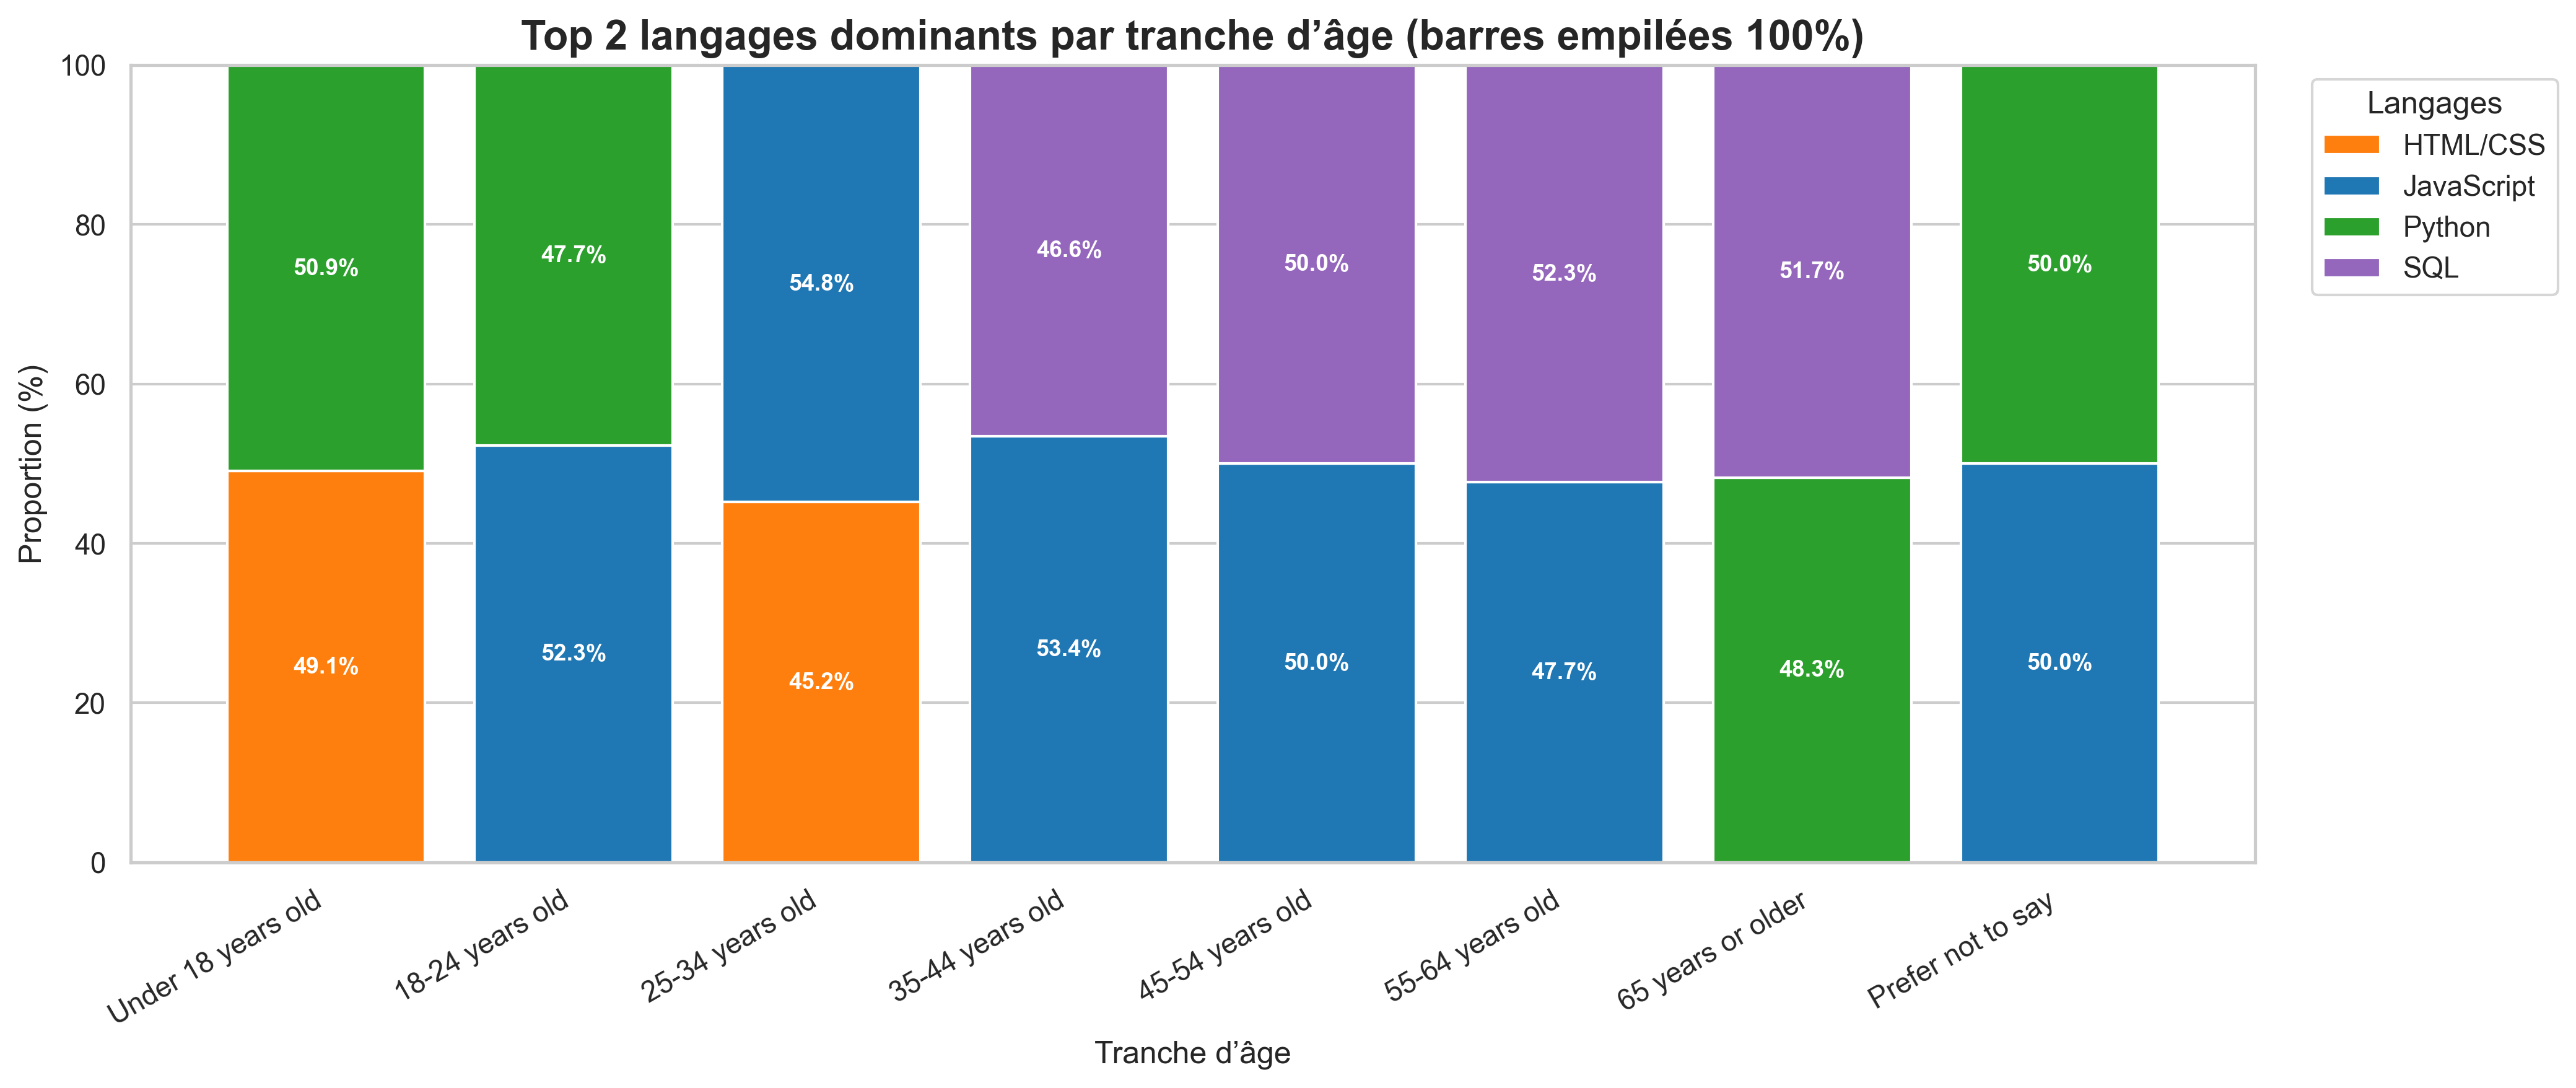 Top 2 langages dominants par tranche d’âge (barres empilées 100%)
Proportion (%)
100
80
60
40
20
0
50.9%
49.1%
47.7%
52.3%
54.8%
45.2%
46.6%
53.4%
50.0%
50.0%
52.3%
47.7%
51.7%
48.3%
50.0%
50.0%
Under 18 years old
18-24 years old
25-34 years old
35-44 years old
45-54 years old
55-64 years old
65 years or older
Prefer not to say
Tranche d’âge
Langages
HTML/CSS
JavaScript
Python
SQL